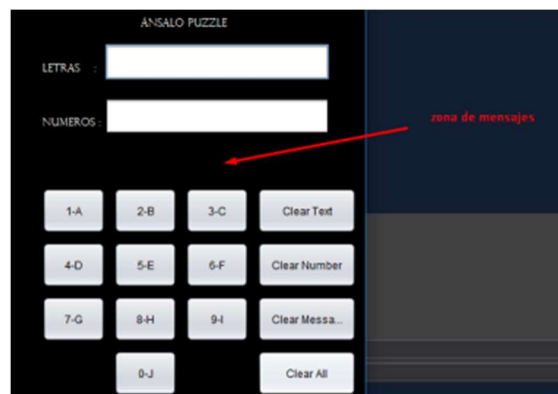 ANSALO PUZZLE
LETRAS :
NUMEROS :
zona de mensajes
1-A 2-B 3-C Clear Text
4-D 5-E 6-F Clear Number
7-G 8-H 9-I Clear Messa...
0-J Clear All